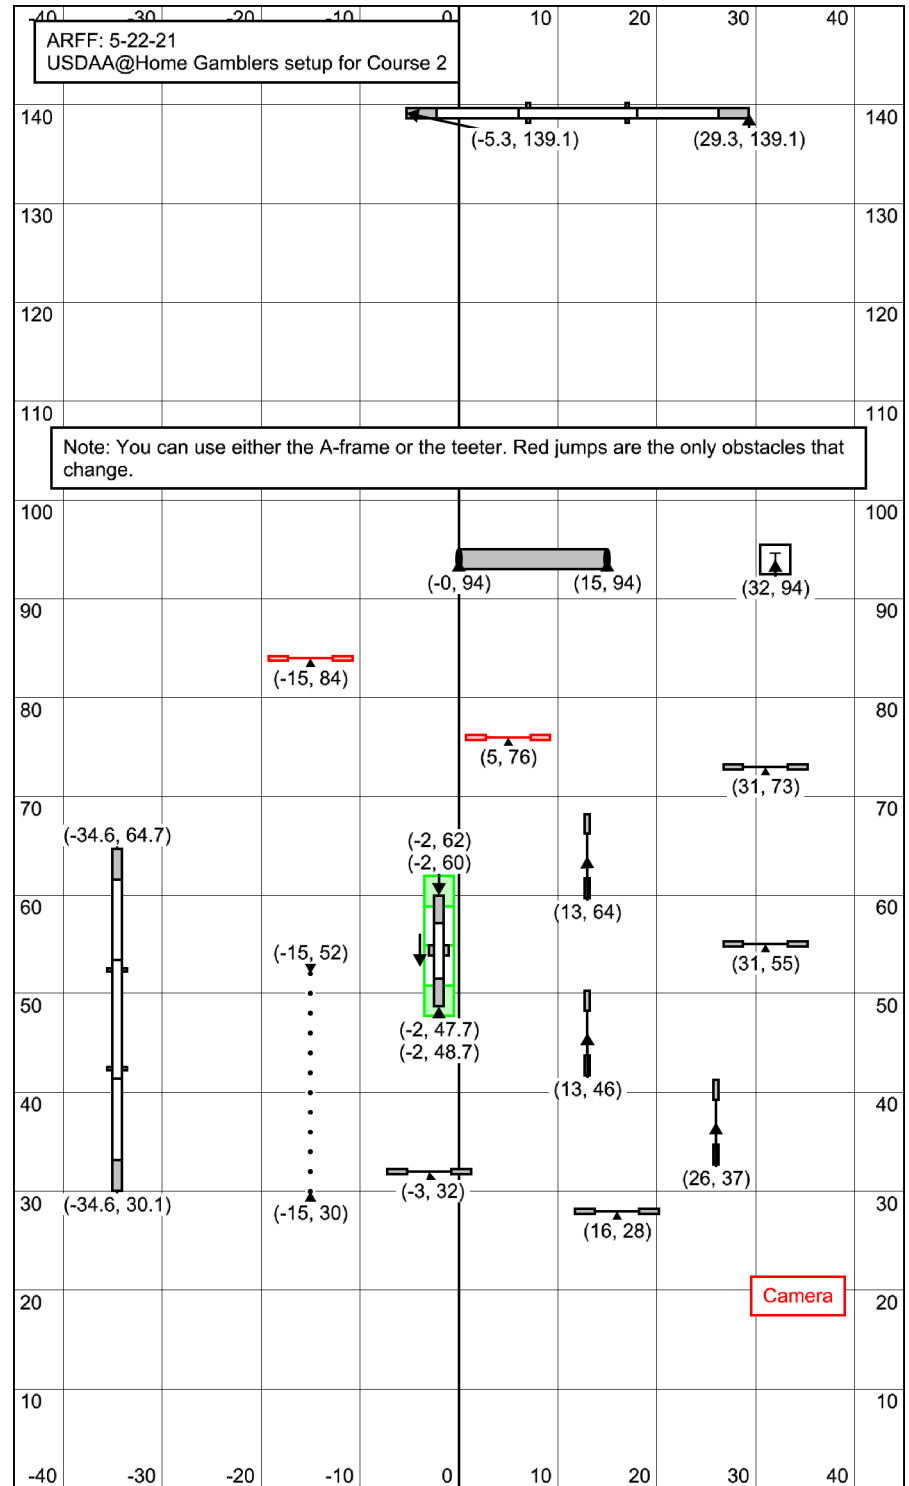 -40 -30 -20 -10 0 10 20 30 40
ARFF: 5-22-21
USDAA@Home Gamblers setup for Course 2
140 140
(-5.3, 139.1) (29.3, 139.1)
130 130
120 120
110 110
Note: You can use either the A-frame or the teeter. Red jumps are the only obstacles that
change.
100 100
T
(-0, 94) (15, 94) (32, 94)
90 90
(-15, 84)
80 80
(5, 76)
(31, 73)
70 70
(-34.6, 64.7)
(-2, 62)
(-2, 60)
60 60
(13, 64)
(-15, 52) (31, 55)
50 50
(-2, 47.7)
(-2, 48.7)
(13, 46)
40 40
(26, 37)
(-3, 32)
30 30
(-34.6, 30.1) (-15, 30)
(16, 28)
20 Camera 20
10 10
-40 -30 -20 -10 0 10 20 30 40